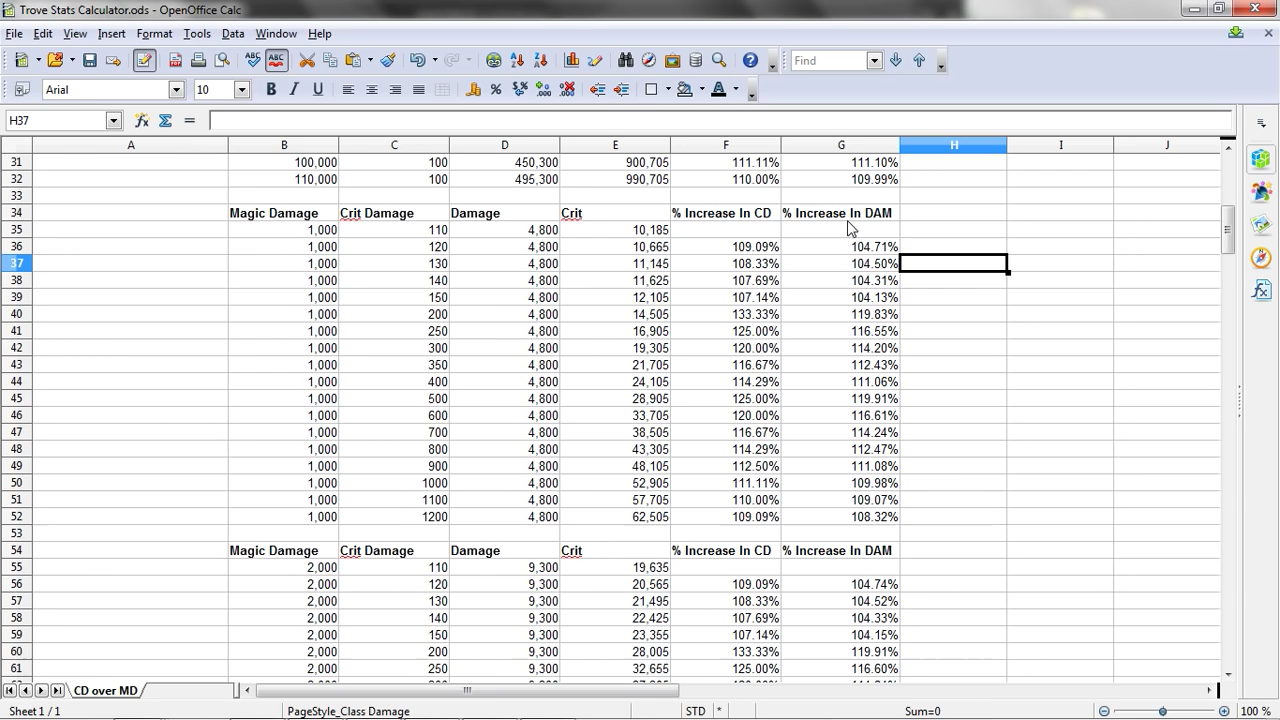 Trove Stats Calculator.ods - OpenOffice Calc
File Edit View Insert Format Tools Data Window Help
Find
Arial 10
H37
A B C D E F G H I J
31 100,000 100 450,300 900,705 111.11% 111.10%
32 110,000 100 495,300 990,705 110.00% 109.99%
33
34 Magic Damage Crit Damage Damage Crit % Increase In CD % Increase In DAM
35 1,000 110 4,800 10,185
36 1,000 120 4,800 10,665 109.09% 104.71%
37 1,000 130 4,800 11,145 108.33% 104.50%
38 1,000 140 4,800 11,625 107.69% 104.31%
39 1,000 150 4,800 12,105 107.14% 104.13%
40 1,000 200 4,800 14,505 133.33% 119.83%
41 1,000 250 4,800 16,905 125.00% 116.55%
42 1,000 300 4,800 19,305 120.00% 114.20%
43 1,000 350 4,800 21,705 116.67% 112.43%
44 1,000 400 4,800 24,105 114.29% 111.06%
45 1,000 500 4,800 28,905 125.00% 119.91%
46 1,000 600 4,800 33,705 120.00% 116.61%
47 1,000 700 4,800 38,505 116.67% 114.24%
48 1,000 800 4,800 43,305 114.29% 112.47%
49 1,000 900 4,800 48,105 112.50% 111.08%
50 1,000 1000 4,800 52,905 111.11% 109.98%
51 1,000 1100 4,800 57,705 110.00% 109.07%
52 1,000 1200 4,800 62,505 109.09% 108.32%
53
54 Magic Damage Crit Damage Damage Crit % Increase In CD % Increase In DAM
55 2,000 110 9,300 19,635
56 2,000 120 9,300 20,565 109.09% 104.74%
57 2,000 130 9,300 21,495 108.33% 104.52%
58 2,000 140 9,300 22,425 107.69% 104.33%
59 2,000 150 9,300 23,355 107.14% 104.15%
60 2,000 200 9,300 28,005 133.33% 119.91%
61 2,000 250 9,300 32,655 125.00% 116.60%
CD over MD
Sheet 1 / 1 PageStyle_Class Damage STD * Sum=0 100 %